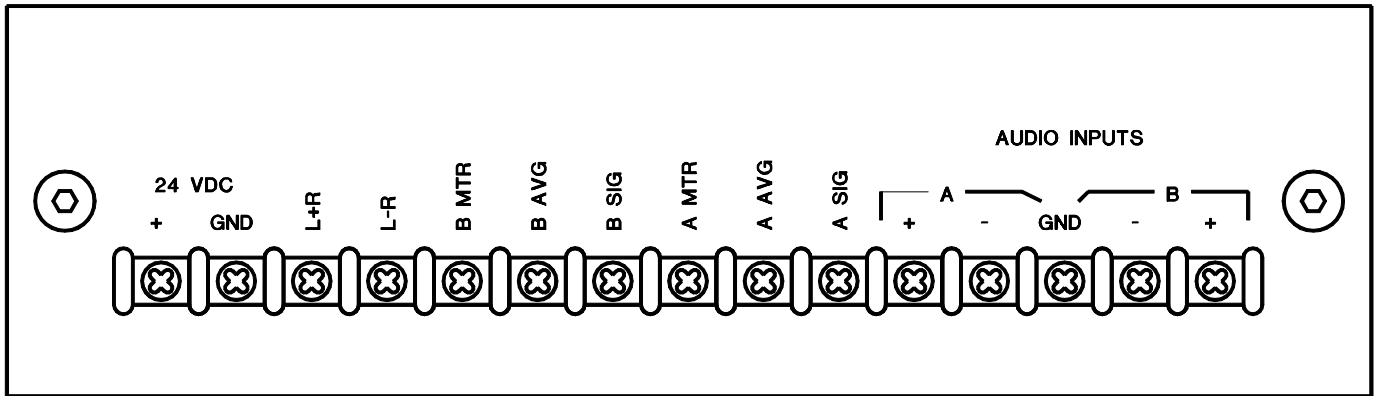 AUDIO INPUTS
24 VDC
+ GND
L+R
L-R
B MTR
B AVG
B SIG
A MTR
A AVG
A SIG
A B
+ - GND - +